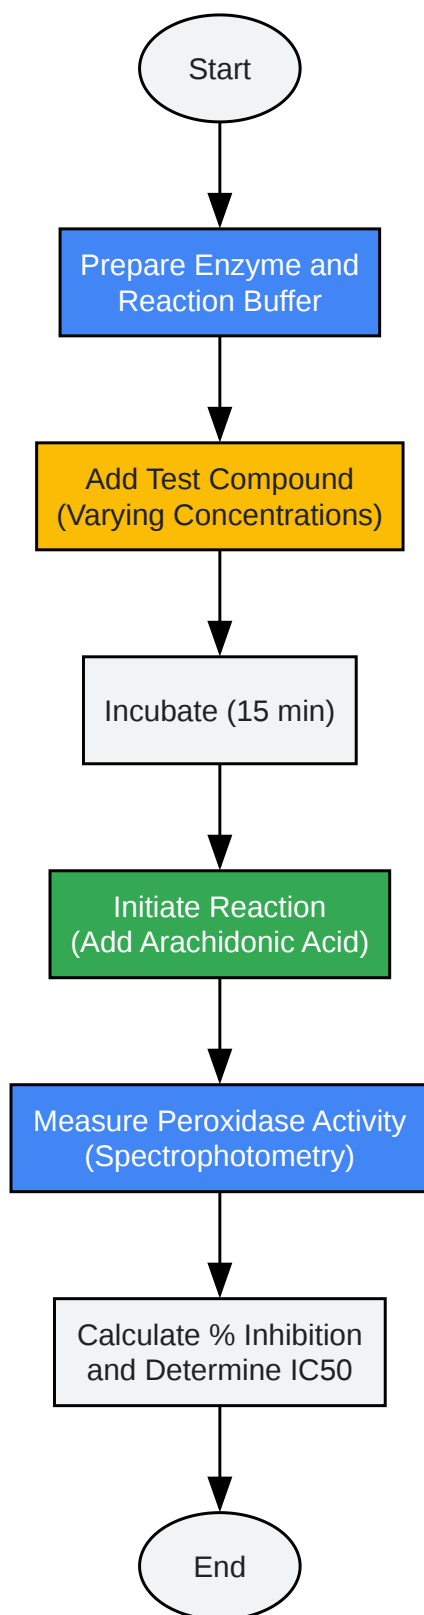 Start
Prepare Enzyme and
Reaction Buffer
Add Test Compound
(Varying Concentrations)
Incubate (15 min)
Initiate Reaction
(Add Arachidonic Acid)
Measure Peroxidase Activity
(Spectrophotometry)
Calculate % Inhibition
and Determine IC50
End